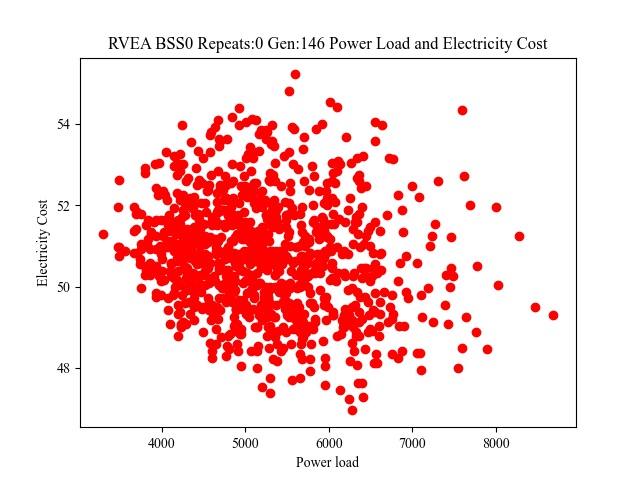 RVEA BSS0 Repeats:0 Gen:146 Power Load and Electricity Cost
Electricity Cost
54
52
50
48
4000 5000 6000 7000 8000
Power load